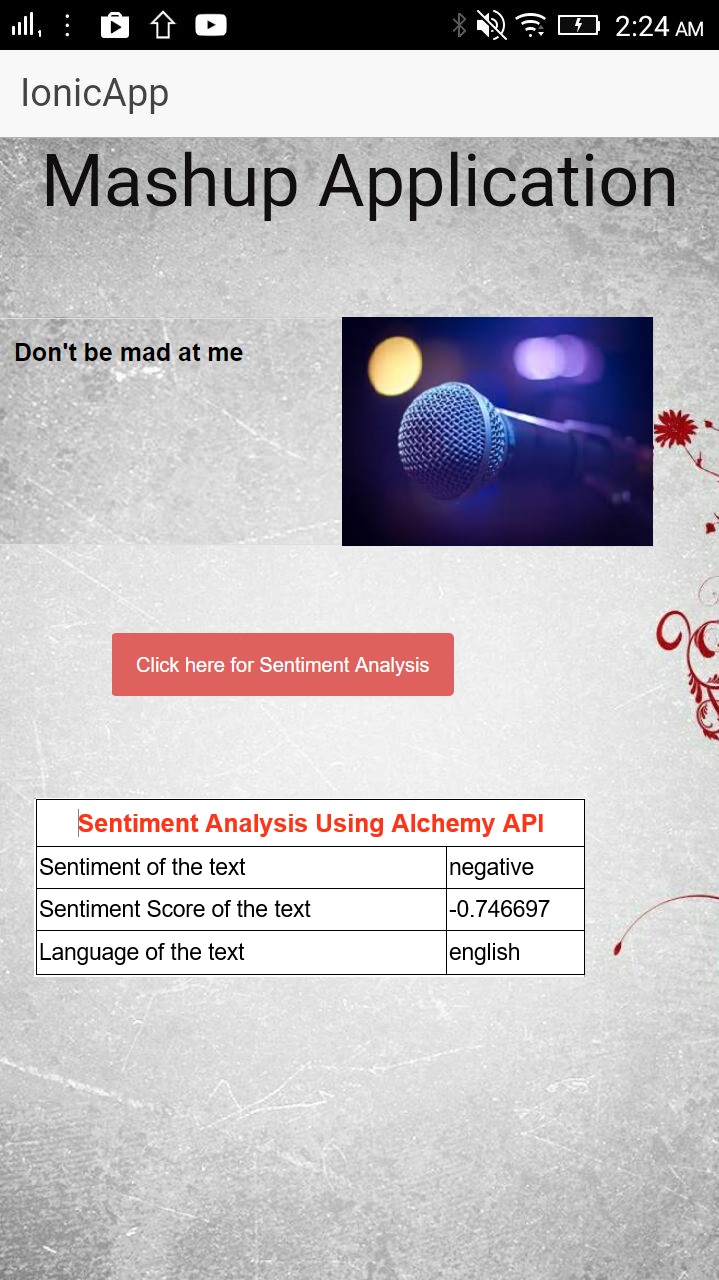 2:24 AM
IonicApp
Mashup Application
Don't be mad at me
Click here for Sentiment Analysis
Sentiment Analysis Using Alchemy API
Sentiment of the text negative
Sentiment Score of the text -0.746697
Language of the text english